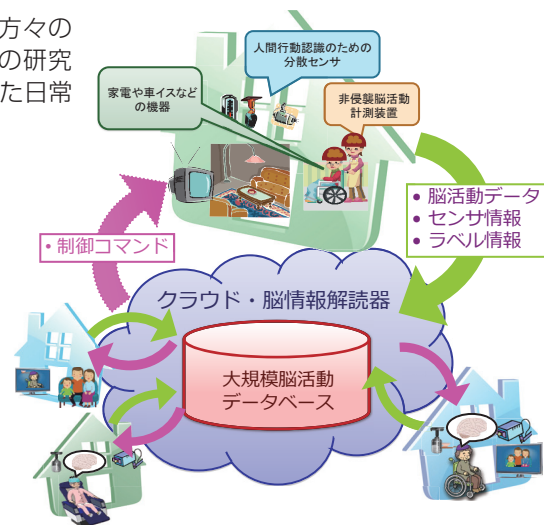 方々の
の研究
た日常
人間行動認識のための
分散センサ
家電や車イスなど
の機器
非侵襲脳活動
計測装置
• 脳活動データ
• センサ情報
• ラベル情報
・制御コマンド
クラウド・脳情報解読器
大規模脳活動
データベース